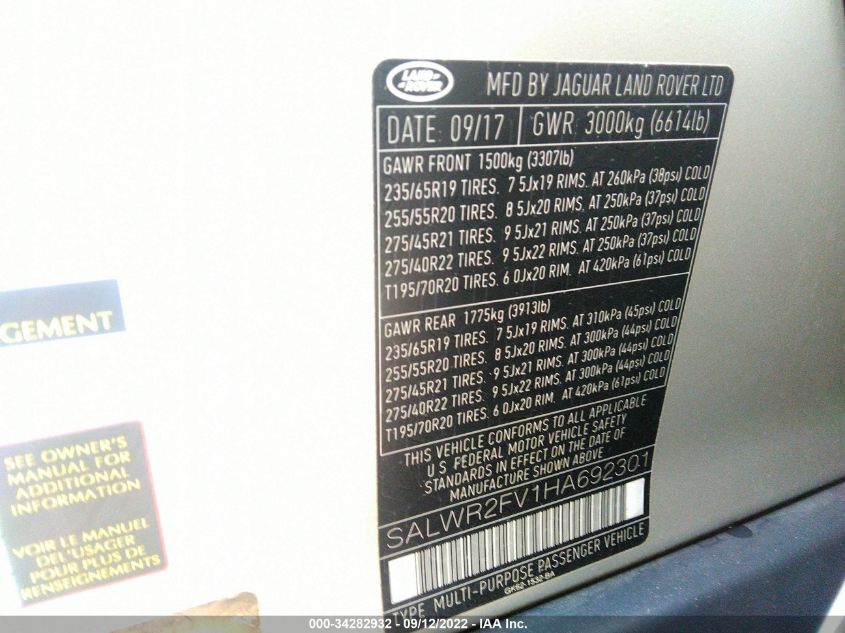 LAND ROVER
MFD BY JAGUAR LAND ROVER LTD
DATE: 09/17 GWR: 3000kg (6614lb)
GAWR FRONT 1500kg (3307lb)
235/65R19 TIRES. 7 5Jx19 RIMS. AT 260kPa (38psi) COLD
255/55R20 TIRES. 8 5Jx20 RIMS. AT 250kPa (37psi) COLD
275/45R21 TIRES. 9 5Jx21 RIMS. AT 250kPa (37psi) COLD
275/40R22 TIRES. 9 5Jx22 RIMS. AT 250kPa (37psi) COLD
T195/70R20 TIRES. 6 0Jx20 RIM. AT 420kPa (61psi) COLD
GAWR REAR 1775kg (3913lb)
235/65R19 TIRES. 7 5Jx19 RIMS. AT 310kPa (45psi) COLD
255/55R20 TIRES. 8 5Jx20 RIMS. AT 300kPa (44psi) COLD
275/45R21 TIRES. 9 5Jx21 RIMS. AT 300kPa (44psi) COLD
275/40R22 TIRES. 9 5Jx22 RIMS. AT 300kPa (44psi) COLD
T195/70R20 TIRES. 6 0Jx20 RIM. AT 420kPa (61psi) COLD
THIS VEHICLE CONFORMS TO ALL APPLICABLE
U S FEDERAL MOTOR VEHICLE SAFETY
STANDARDS IN EFFECT ON THE DATE OF
MANUFACTURE SHOWN ABOVE
SALWR2FV1HA692301
TYPE MULTI-PURPOSE PASSENGER VEHICLE
GEMENT
SEE OWNER'S
MANUAL FOR
ADDITIONAL
INFORMATION
VOIR LE MANUEL
DEL'USAGER
POUR PLUS DE
RENSEIGNEMENTS
000-34282932 - 09/12/2022 - IAA Inc.